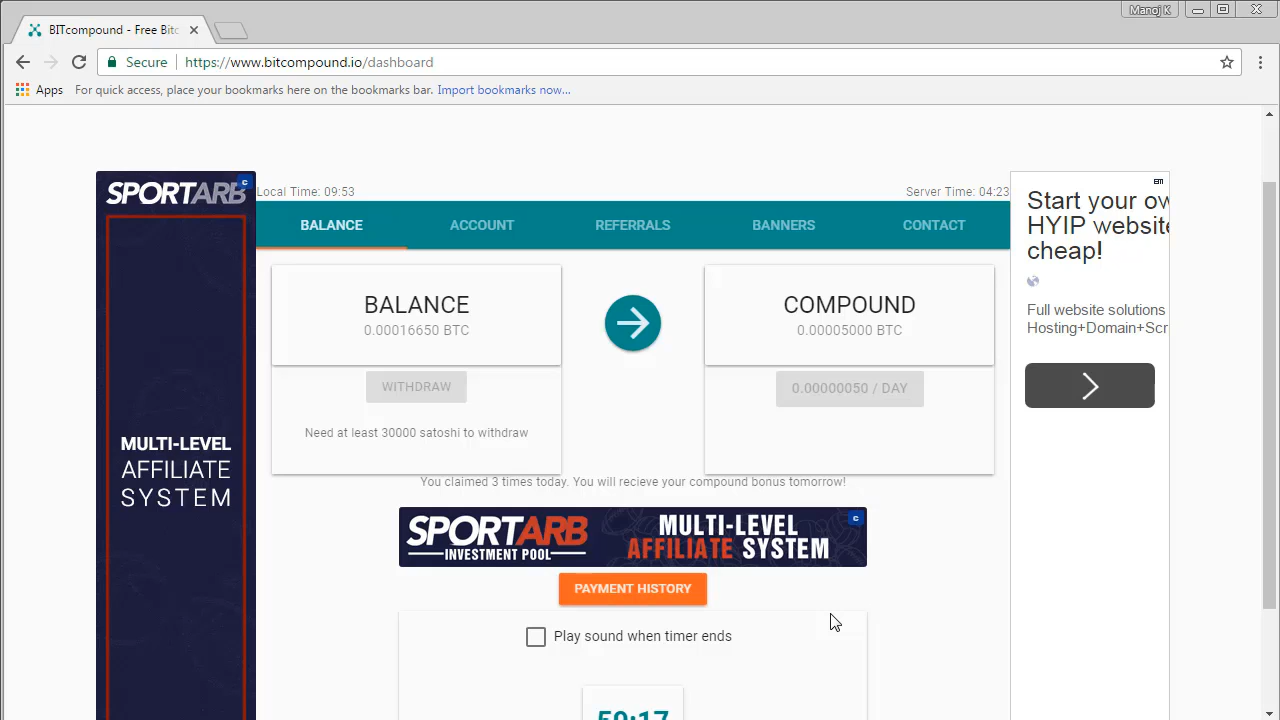 Manoj K
BITcompound - Free Bitc
Secure
https://www.bitcompound.io/dashboard
Apps
For quick access, place your bookmarks here on the bookmarks bar. Import bookmarks now...
SPORTARB
c
MULTI-LEVEL
AFFILIATE
SYSTEM
Local Time: 09:53
Server Time: 04:23
BALANCE
ACCOUNT
REFERRALS
BANNERS
CONTACT
BALANCE
0.00016650 BTC
WITHDRAW
Need at least 30000 satoshi to withdraw
COMPOUND
0.00005000 BTC
0.00000050 / DAY
You claimed 3 times today. You will recieve your compound bonus tomorrow!
SPORTARB
INVESTMENT POOL
MULTI-LEVEL
AFFILIATE SYSTEM
c
PAYMENT HISTORY
Play sound when timer ends
59:17
Start your ow
HYIP website
cheap!
Full website solutions
Hosting+Domain+Scr